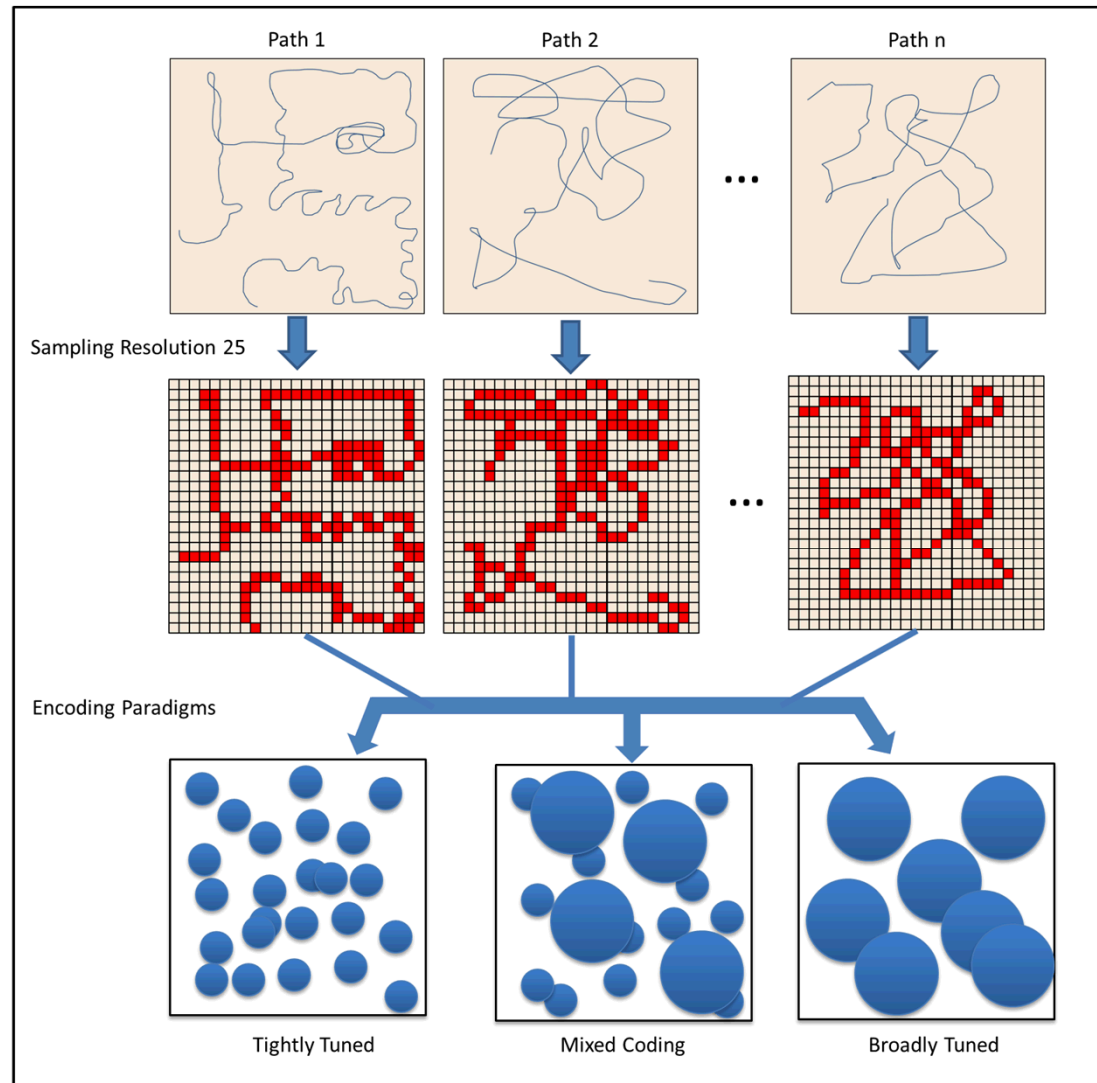 Path 1
Path 2
Path n
...
Sampling Resolution 25
...
Encoding Paradigms
Tightly Tuned
Mixed Coding
Broadly Tuned